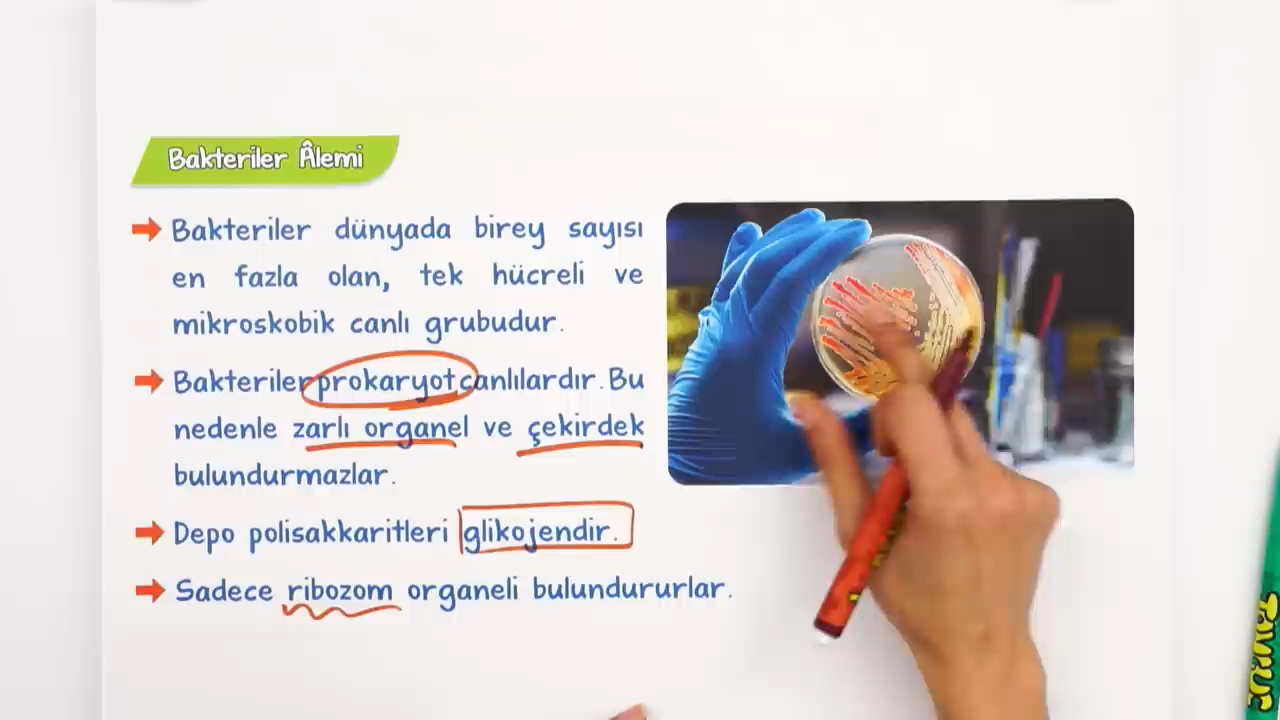 Bakteriler Âlemi
Bakteriler dünyada birey sayısı
en fazla olan, tek hücreli ve
mikroskobik canlı grubudur.
Bakteriler prokaryot canlılardır. Bu
nedenle zarlı organel ve çekirdek
bulundurmazlar.
Depo polisakkaritleri glikojendir.
Sadece ribozom organeli bulundururlar.